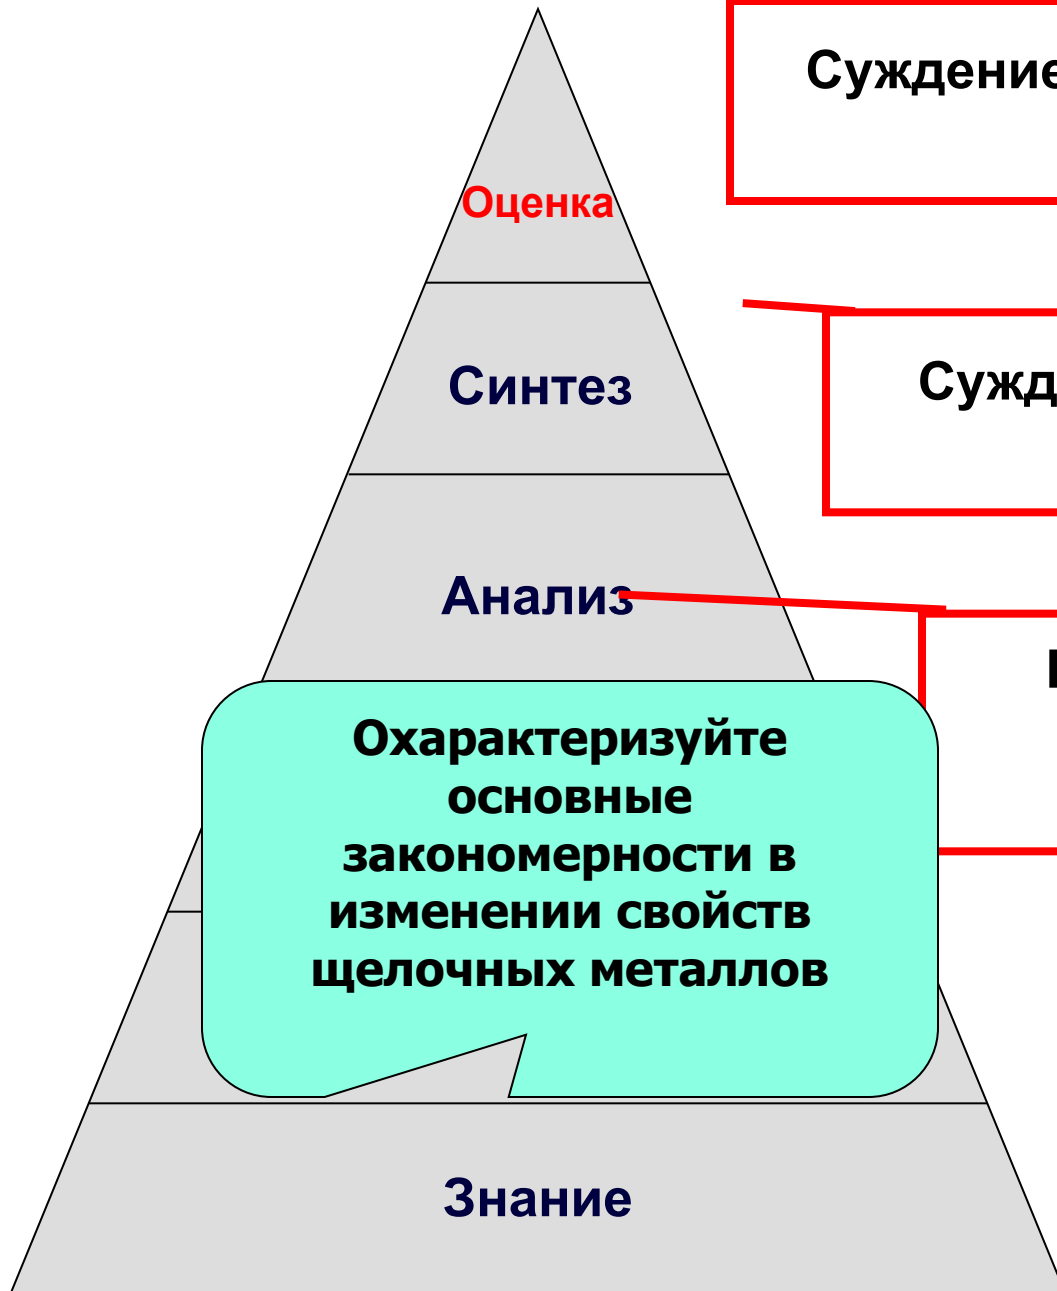 Суждение
Оценка
Синтез
Сужд
Анализ
Охарактеризуйте
основные
закономерности в
изменении свойств
щелочных металлов
Знание